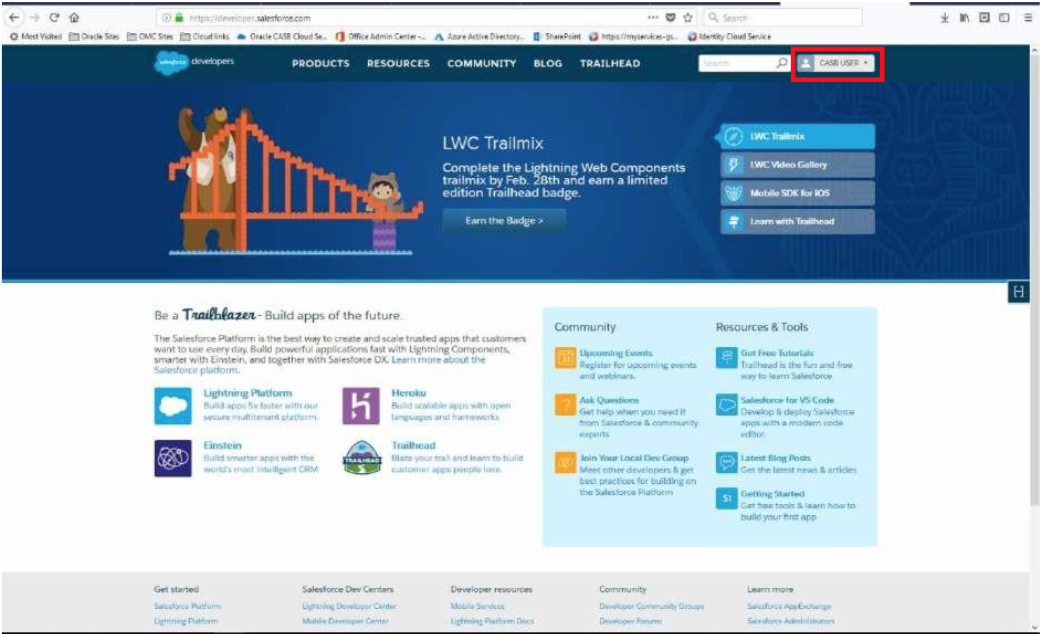 https://developer.salesforce.com
Search
Most Visited Oracle Sites OMC Sites Cloud links Oracle CASB Cloud Se... Office Admin Center -... Azure Active Directory... SharePoint https://myservices-gs... Identity Cloud Service
salesforce developers
PRODUCTS RESOURCES COMMUNITY BLOG TRAILHEAD
Search
CASB USER
LWC Trailmix
Complete the Lightning Web Components
trailmix by Feb. 28th and earn a limited
edition Trailhead badge.
Earn the Badge >
LWC Trailmix
LWC Video Gallery
Mobile SDK for iOS
Learn with Trailhead
Be a Trailblazer - Build apps of the future.
The Salesforce Platform is the best way to create and scale trusted apps that customers
want to use every day. Build powerful applications fast with Lightning Components,
smarter with Einstein, and together with Salesforce DX. Learn more about the
Salesforce platform.
Lightning Platform
Build apps 5x faster with our
secure multitenant platform.
Heroku
Build scalable apps with open
languages and frameworks
Einstein
Build smarter apps with the
world's most intelligent CRM
TRAILHEAD
Trailhead
Blaze your trail and learn to build
customer apps people love.
Community
Upcoming Events
Register for upcoming events
and webinars.
Ask Questions
Get help when you need it
from Salesforce & community
experts
Join Your Local Dev Group
Meet other developers & get
best practices for building on
the Salesforce Platform
Resources & Tools
Get Free Tutorials
Trailhead is the fun and free
way to learn Salesforce
Salesforce for VS Code
Develop & deploy Salesforce
apps with a modern code
editor.
Latest Blog Posts
Get the latest news & articles
Getting Started
Get free tools & learn how to
build your first app
Get started
Salesforce Platform
Lightning Platform
Salesforce Dev Centers
Lightning Developer Center
Mobile Developer Center
Developer resources
Mobile Services
Lightning Platform Docs
Community
Developer Community Groups
Developer Forums
Learn more
Salesforce AppExchange
Salesforce Administrators